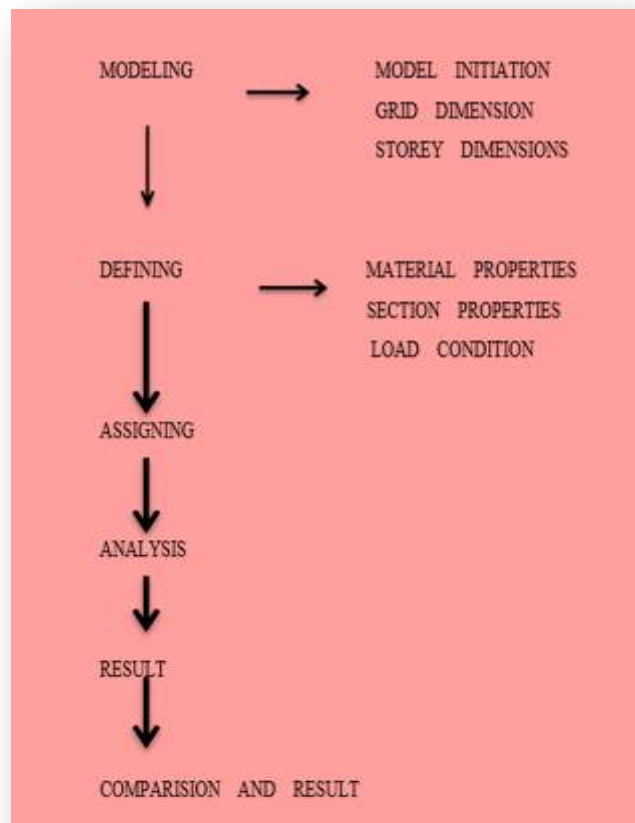 MODELING
MODEL INITIATION
GRID DIMENSION
STOREY DIMENSIONS
DEFINING
MATERIAL PROPERTIES
SECTION PROPERTIES
LOAD CONDITION
ASSIGNING
ANALYSIS
RESULT
COMPARISION AND RESULT